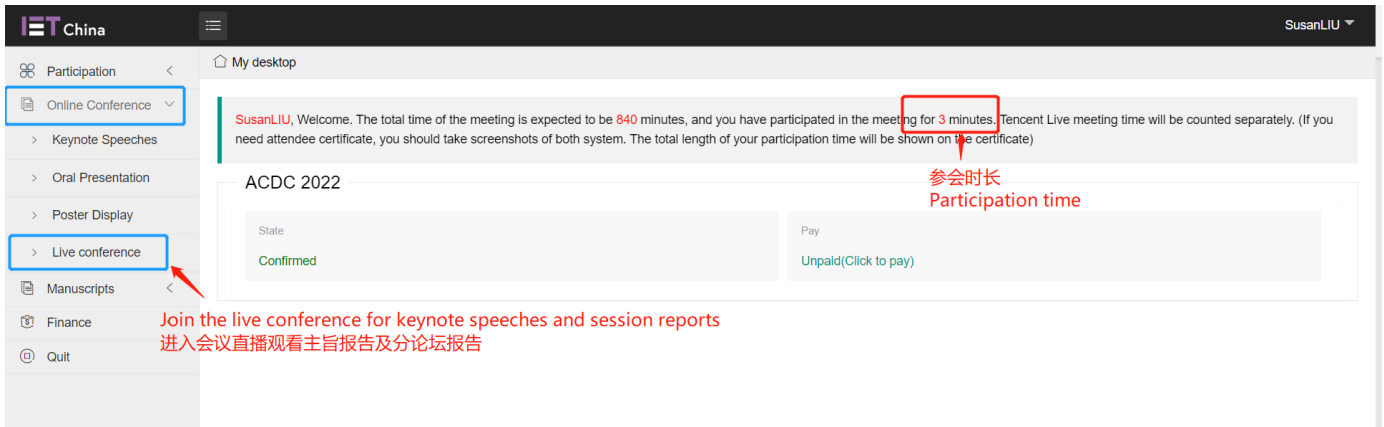 IET China
SusanLIU
Participation
My desktop
Online Conference
Keynote Speeches
Oral Presentation
Poster Display
Live conference
Manuscripts
Finance
Quit
SusanLIU, Welcome. The total time of the meeting is expected to be 840 minutes, and you have participated in the meeting for 3 minutes. Tencent Live meeting time will be counted separately. (If you
need attendee certificate, you should take screenshots of both system. The total length of your participation time will be shown on the certificate)
参会时长
Participation time
ACDC 2022
State
Pay
Confirmed
Unpaid(Click to pay)
Join the live conference for keynote speeches and session reports
进入会议直播观看主旨报告及分论坛报告